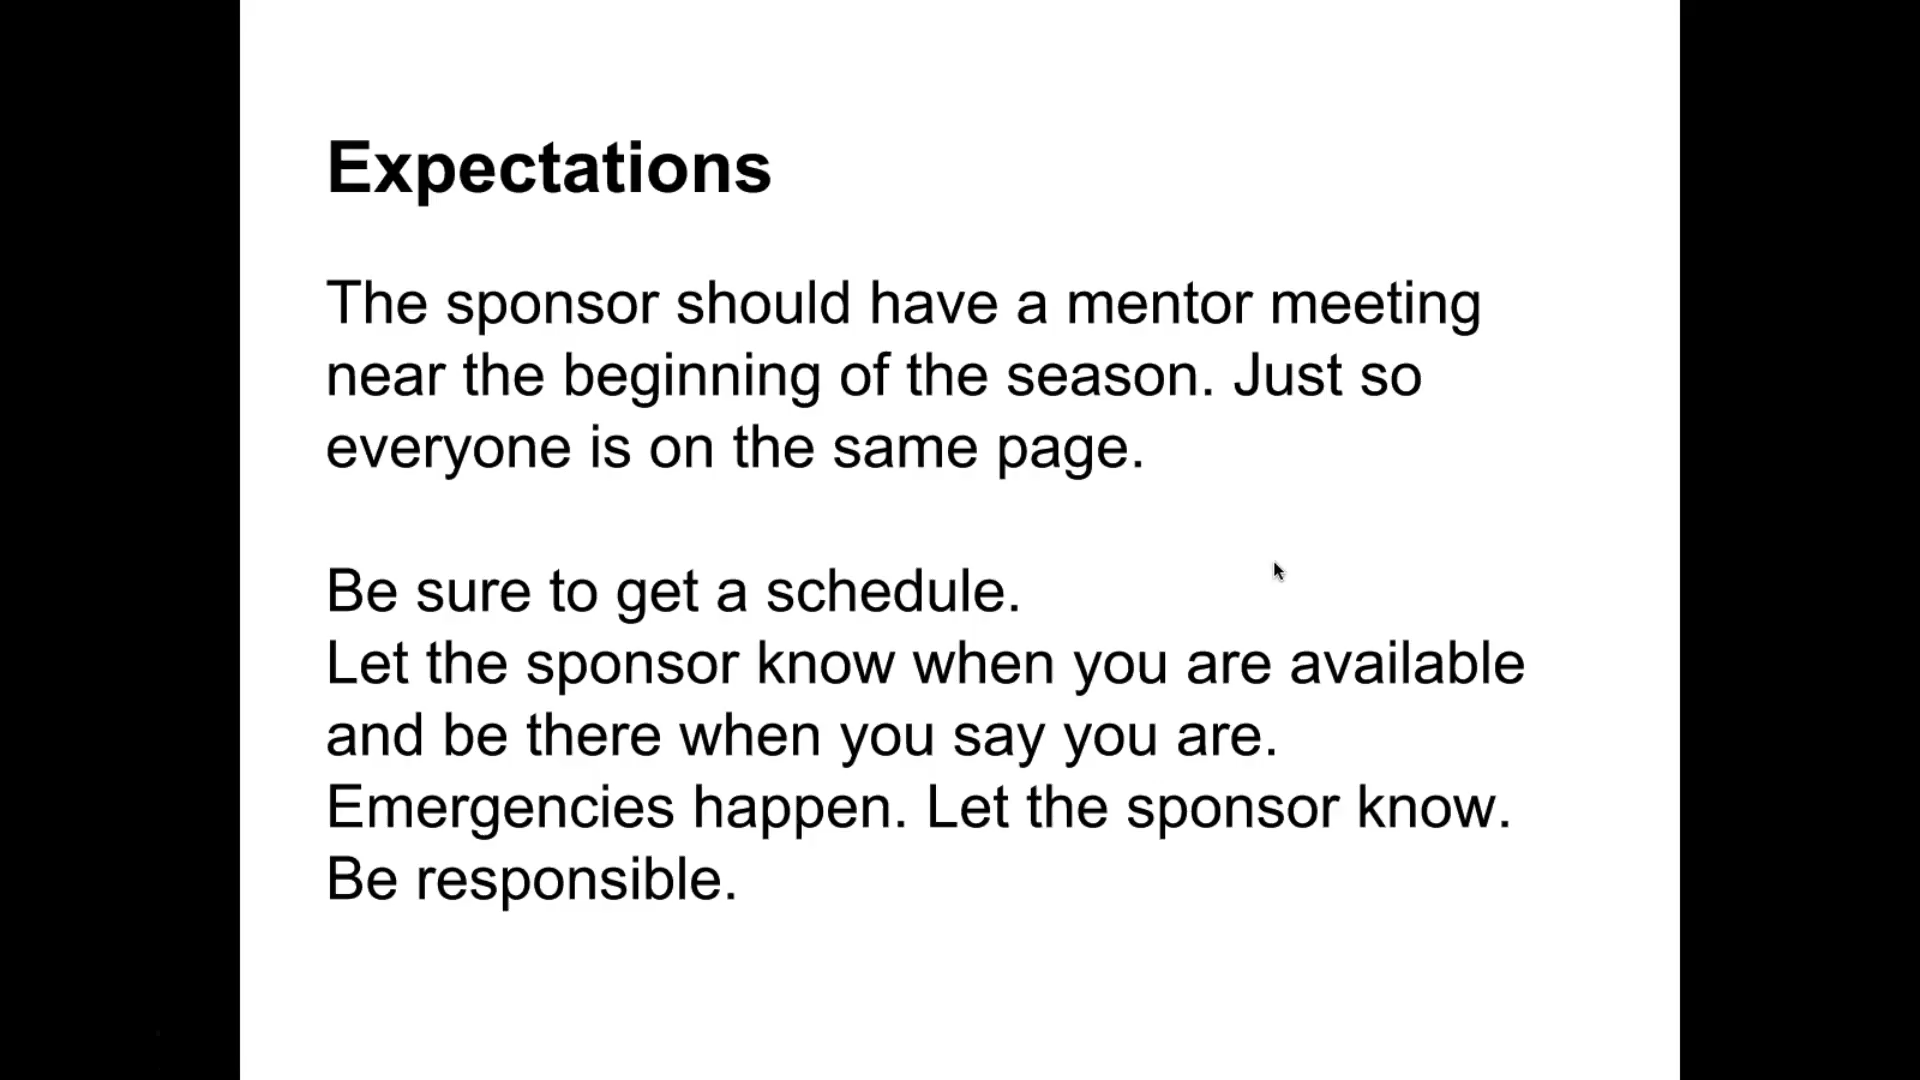 Expectations
The sponsor should have a mentor meeting
near the beginning of the season. Just so
everyone is on the same page.
Be sure to get a schedule.
Let the sponsor know when you are available
and be there when you say you are.
Emergencies happen. Let the sponsor know.
Be responsible.